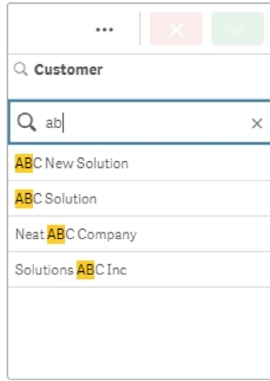 Customer
ab
ABC New Solution
ABC Solution
Neat ABC Company
Solutions ABC Inc